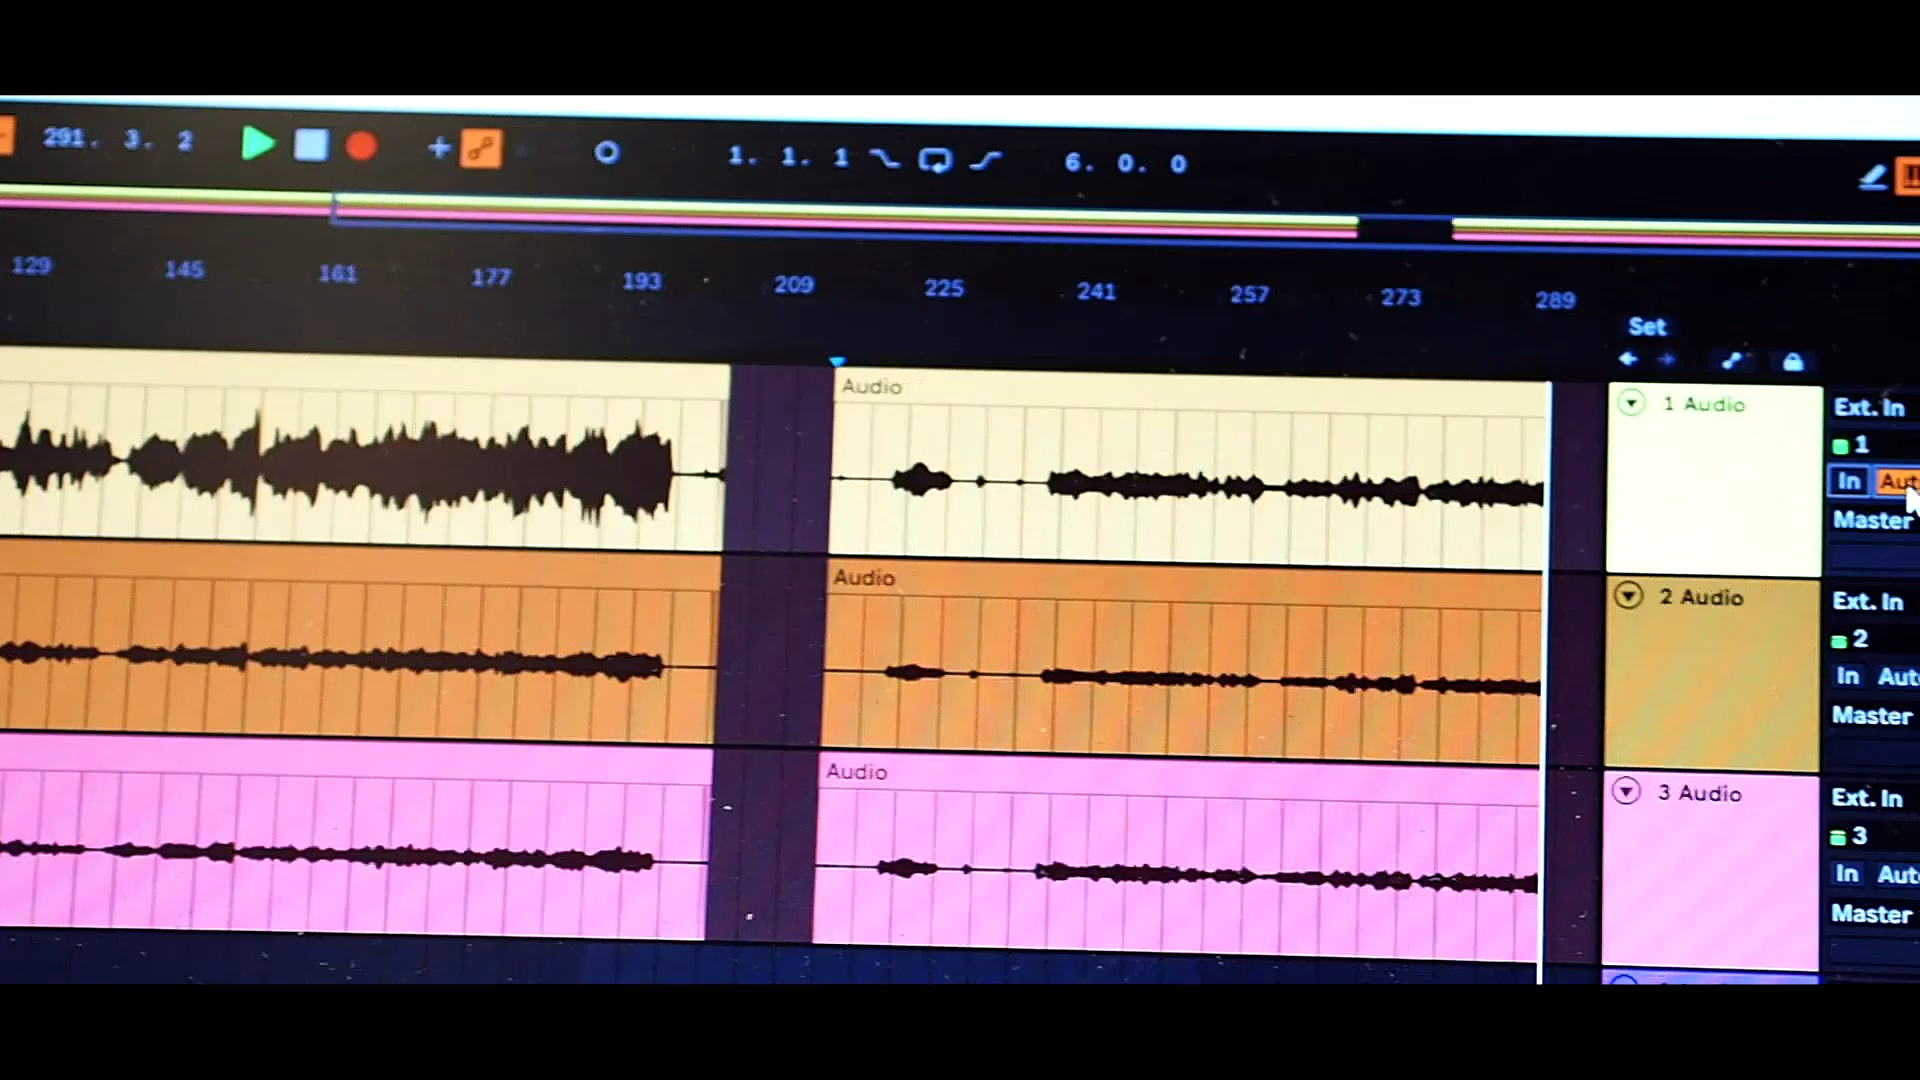 291. 3. 2 1. 1. 1 6. 0. 0
129 145 161 177 193 209 225 241 257 273 289
Set
Audio
1 Audio
Ext. In
1
In
Master
Audio
2 Audio
Ext. In
2
In
Master
Audio
3 Audio
Ext. In
3
In
Master